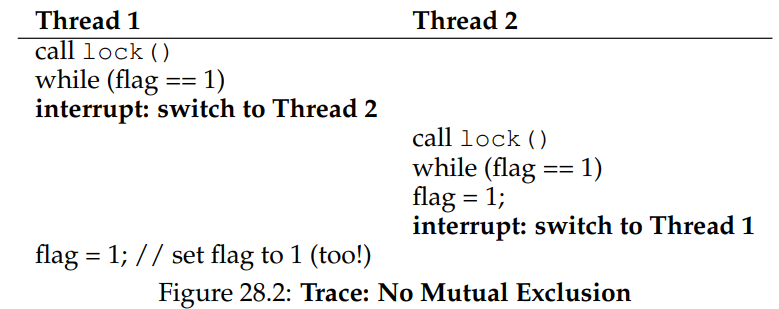 Thread 1 Thread 2
call lock()
while (flag == 1)
interrupt: switch to Thread 2
call lock()
while (flag == 1)
flag = 1;
interrupt: switch to Thread 1
flag = 1; // set flag to 1 (too!)
Figure 28.2: Trace: No Mutual Exclusion